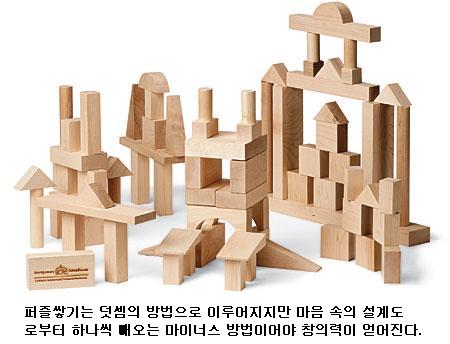 Montgomery Schoolhouse
퍼즐쌓기는 덧셈의 방법으로 이루어지지만 마음 속의 설계도
로부터 하나씩 빼오는 마이너스 방법이어야 창의력이 얻어진다.